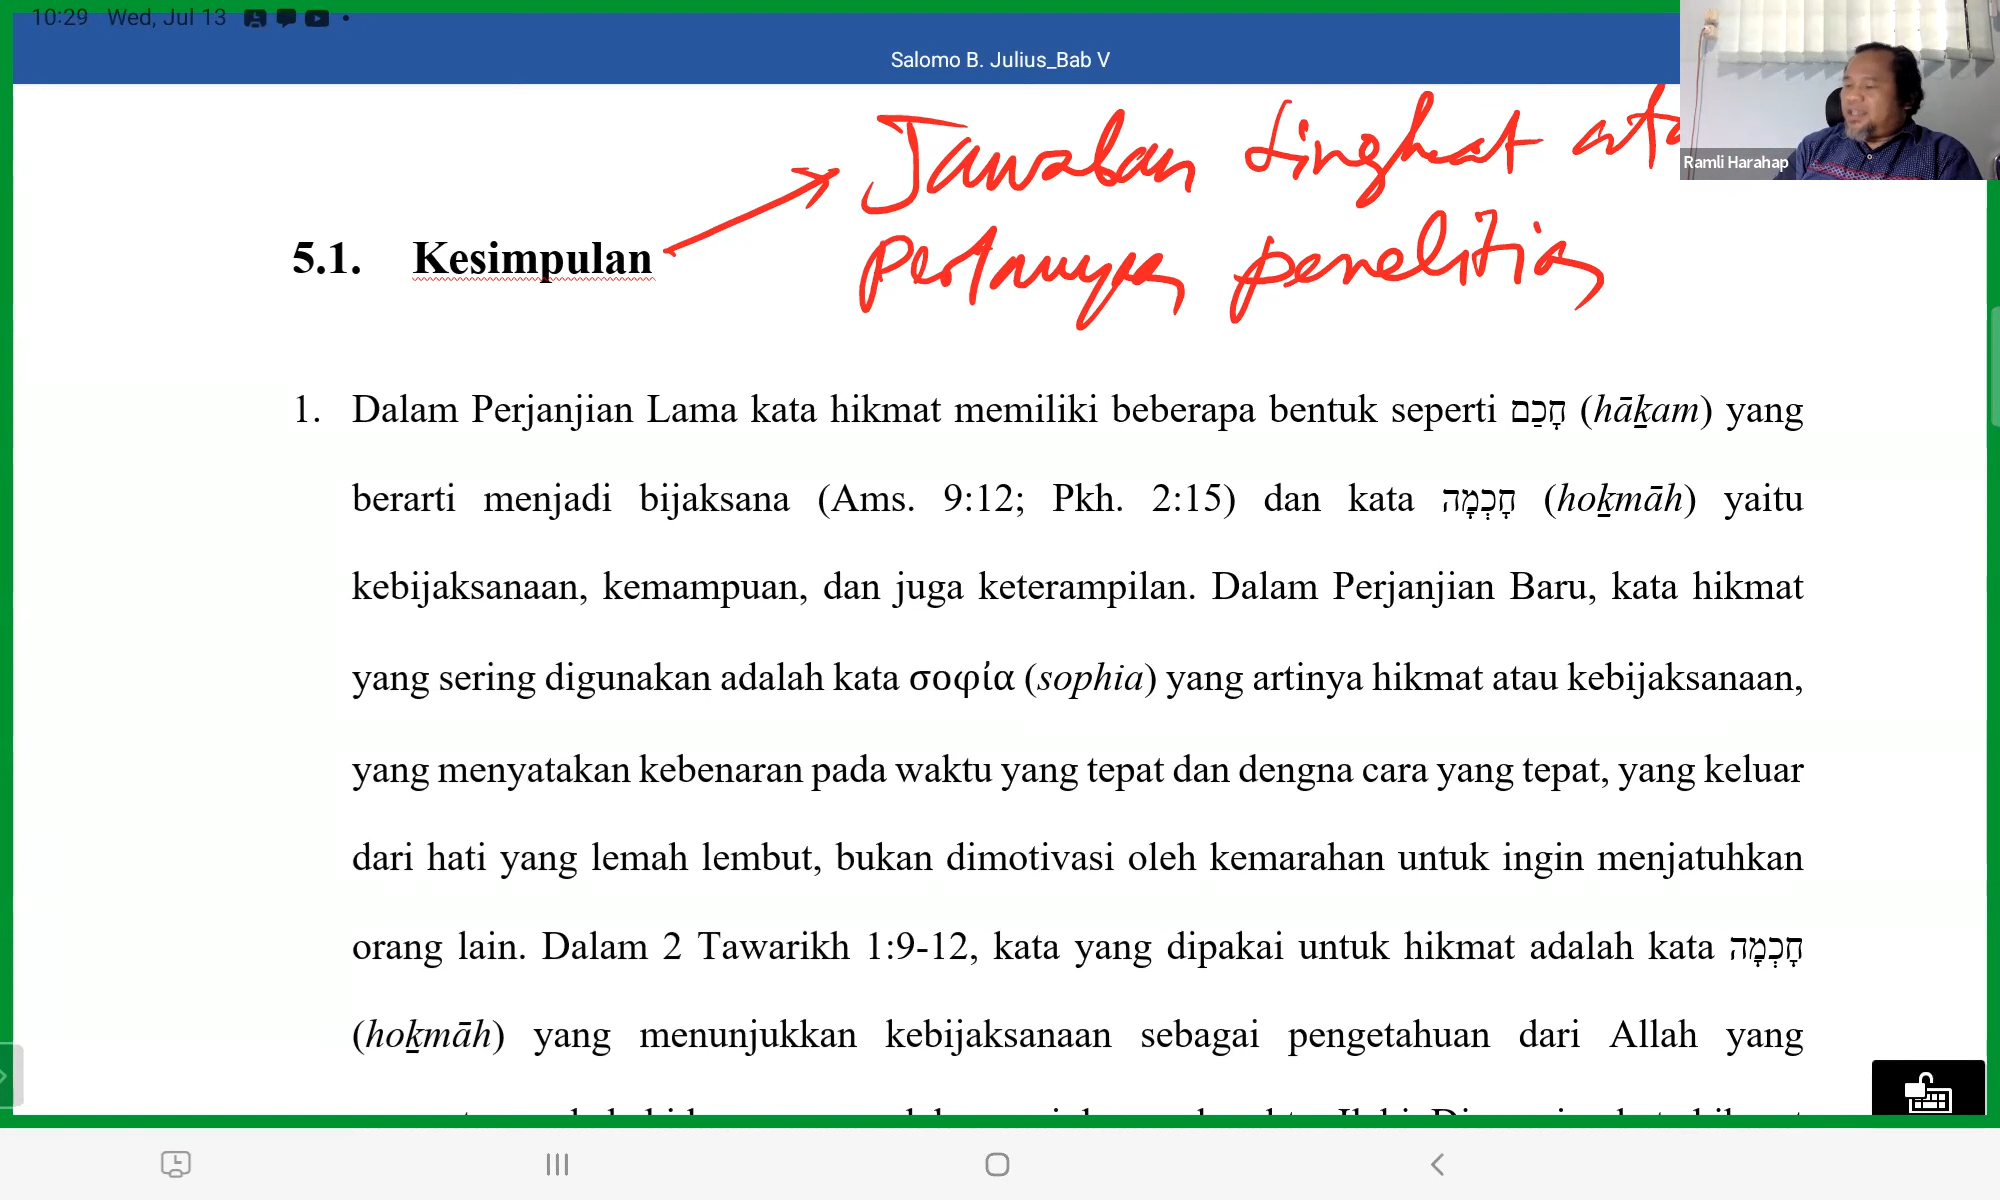 10:29 Wed, Jul 13
Salomo B. Julius_Bab V
Ramli Harahap
Jawaban singkat
5.1. Kesimpulan
penelitian
1. Dalam Perjanjian Lama kata hikmat memiliki beberapa bentuk seperti חָכַם (hāḵam) yang
berarti menjadi bijaksana (Ams. 9:12; Pkh. 2:15) dan kata חָכְמָה (hoḵmāh) yaitu
kebijaksanaan, kemampuan, dan juga keterampilan. Dalam Perjanjian Baru, kata hikmat
yang sering digunakan adalah kata σοφία (sophia) yang artinya hikmat atau kebijaksanaan,
yang menyatakan kebenaran pada waktu yang tepat dan dengna cara yang tepat, yang keluar
dari hati yang lemah lembut, bukan dimotivasi oleh kemarahan untuk ingin menjatuhkan
orang lain. Dalam 2 Tawarikh 1:9-12, kata yang dipakai untuk hikmat adalah kata חָכְמָה
(hoḵmāh) yang menunjukkan kebijaksanaan sebagai pengetahuan dari Allah yang